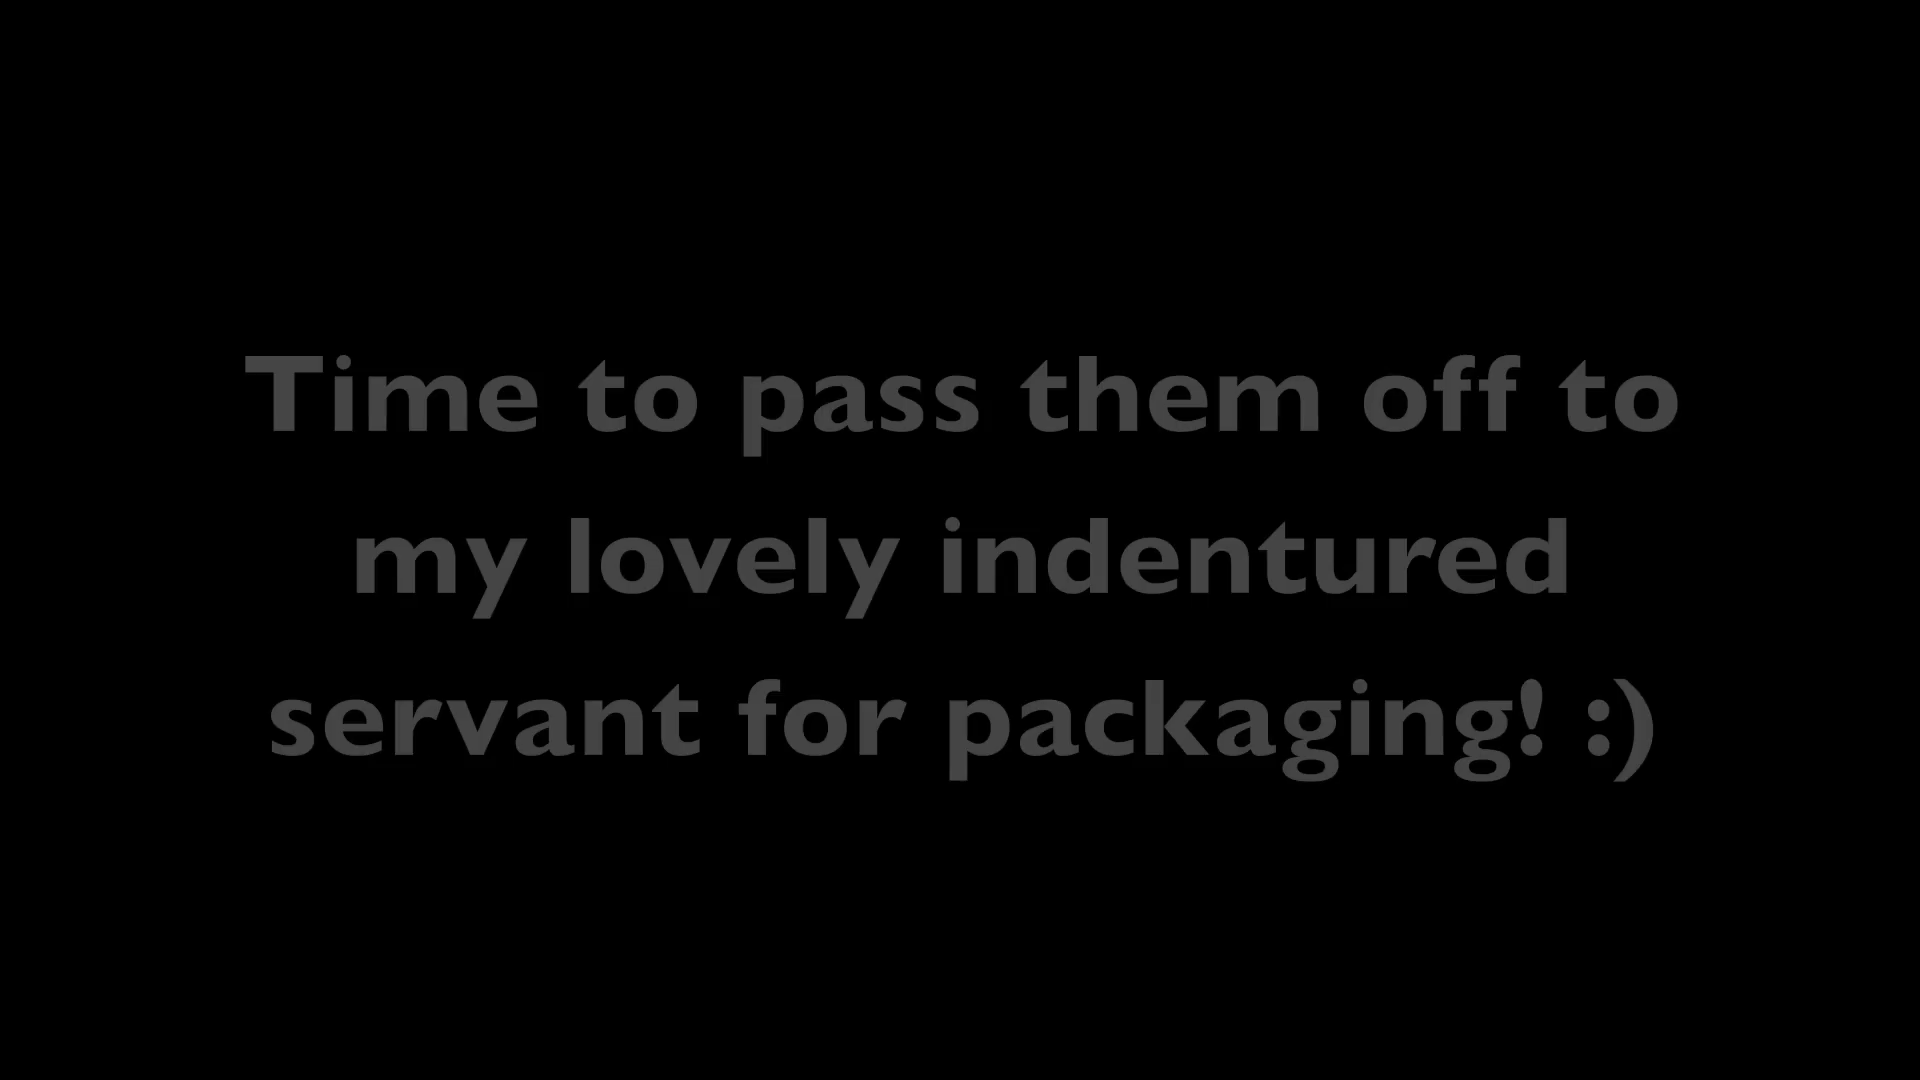 Time to pass them off to
my lovely indentured
servant for packaging! :)